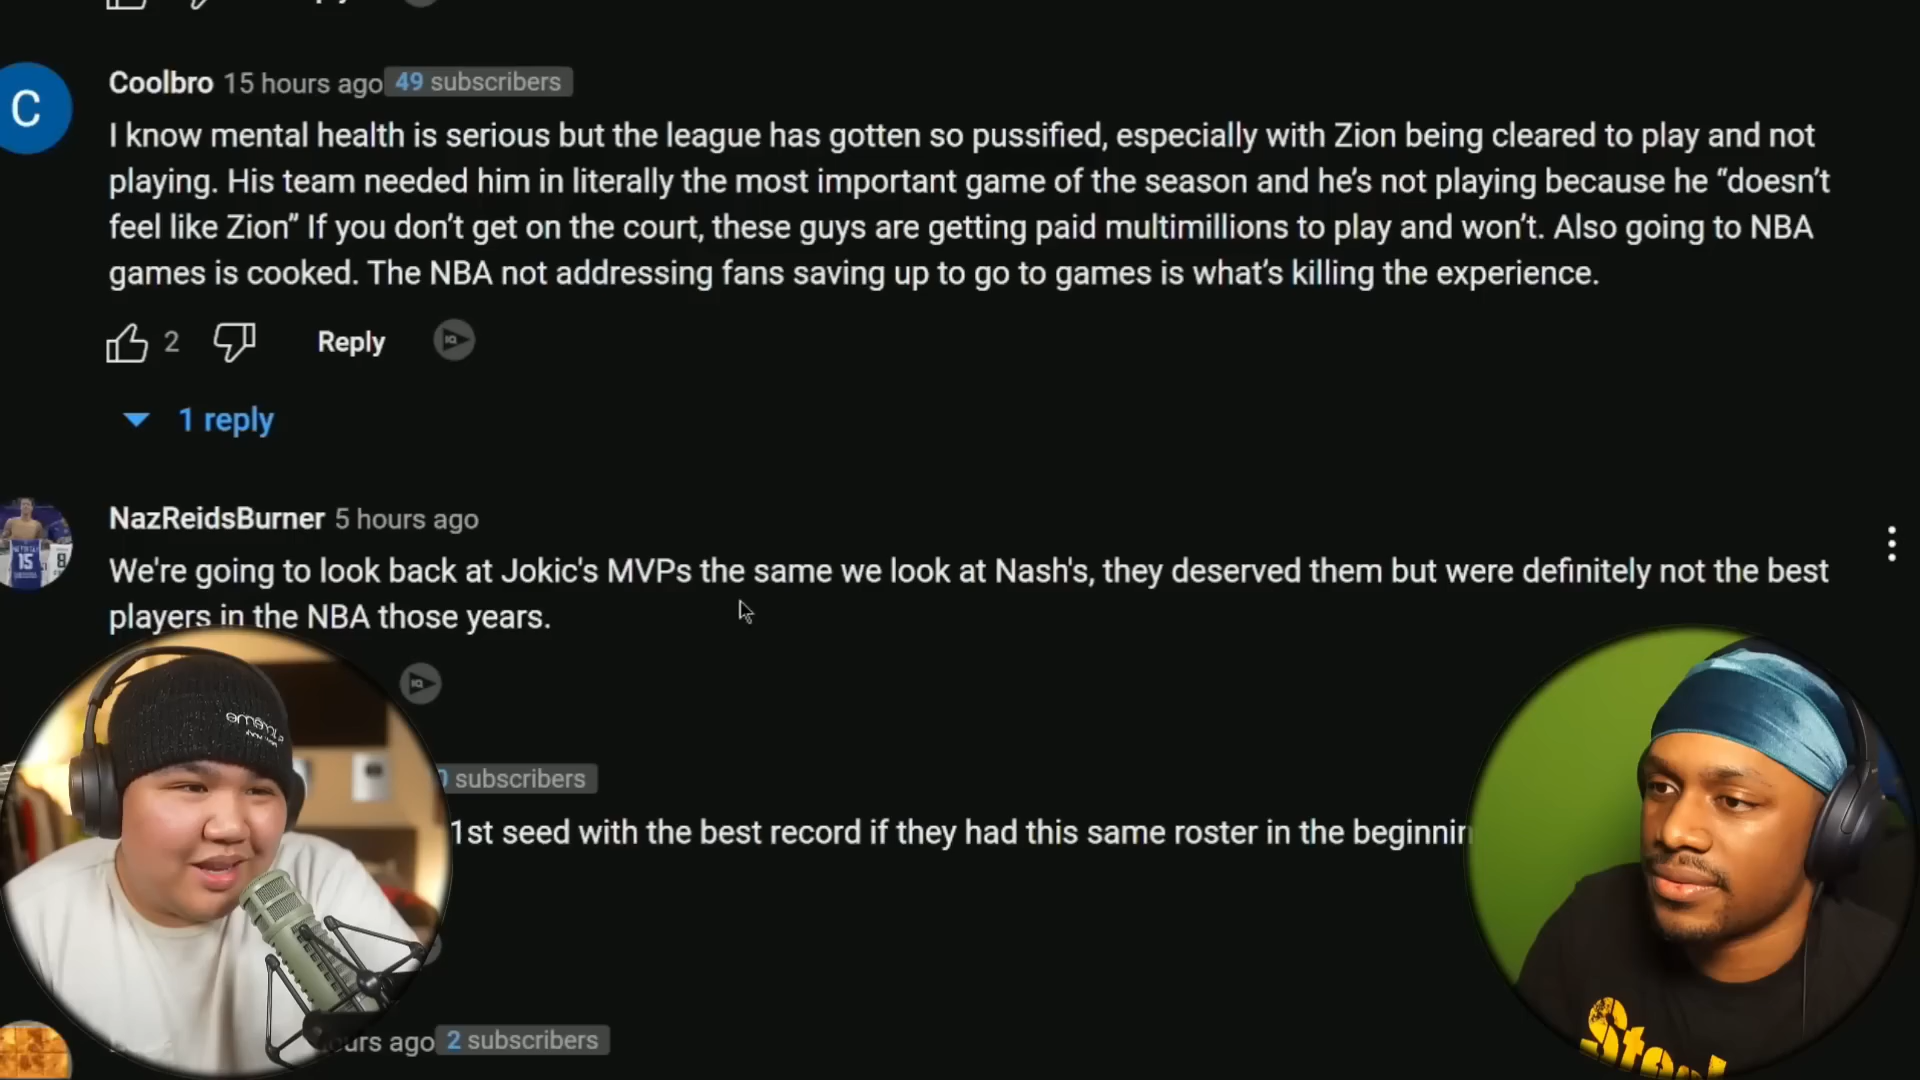 Reply
Coolbro 15 hours ago 49 subscribers
C
I know mental health is serious but the league has gotten so pussified, especially with Zion being cleared to play and not
playing. His team needed him in literally the most important game of the season and he's not playing because he “doesn't
feel like Zion” If you don't get on the court, these guys are getting paid multimillions to play and won't. Also going to NBA
games is cooked. The NBA not addressing fans saving up to go to games is what's killing the experience.
2 Reply IQ
1 reply
NazReidsBurner 5 hours ago
15
8
We're going to look back at Jokic's MVPs the same we look at Nash's, they deserved them but were definitely not the best
players in the NBA those years.
IQ
subscribers
1st seed with the best record if they had this same roster in the
ago 2 subscribers